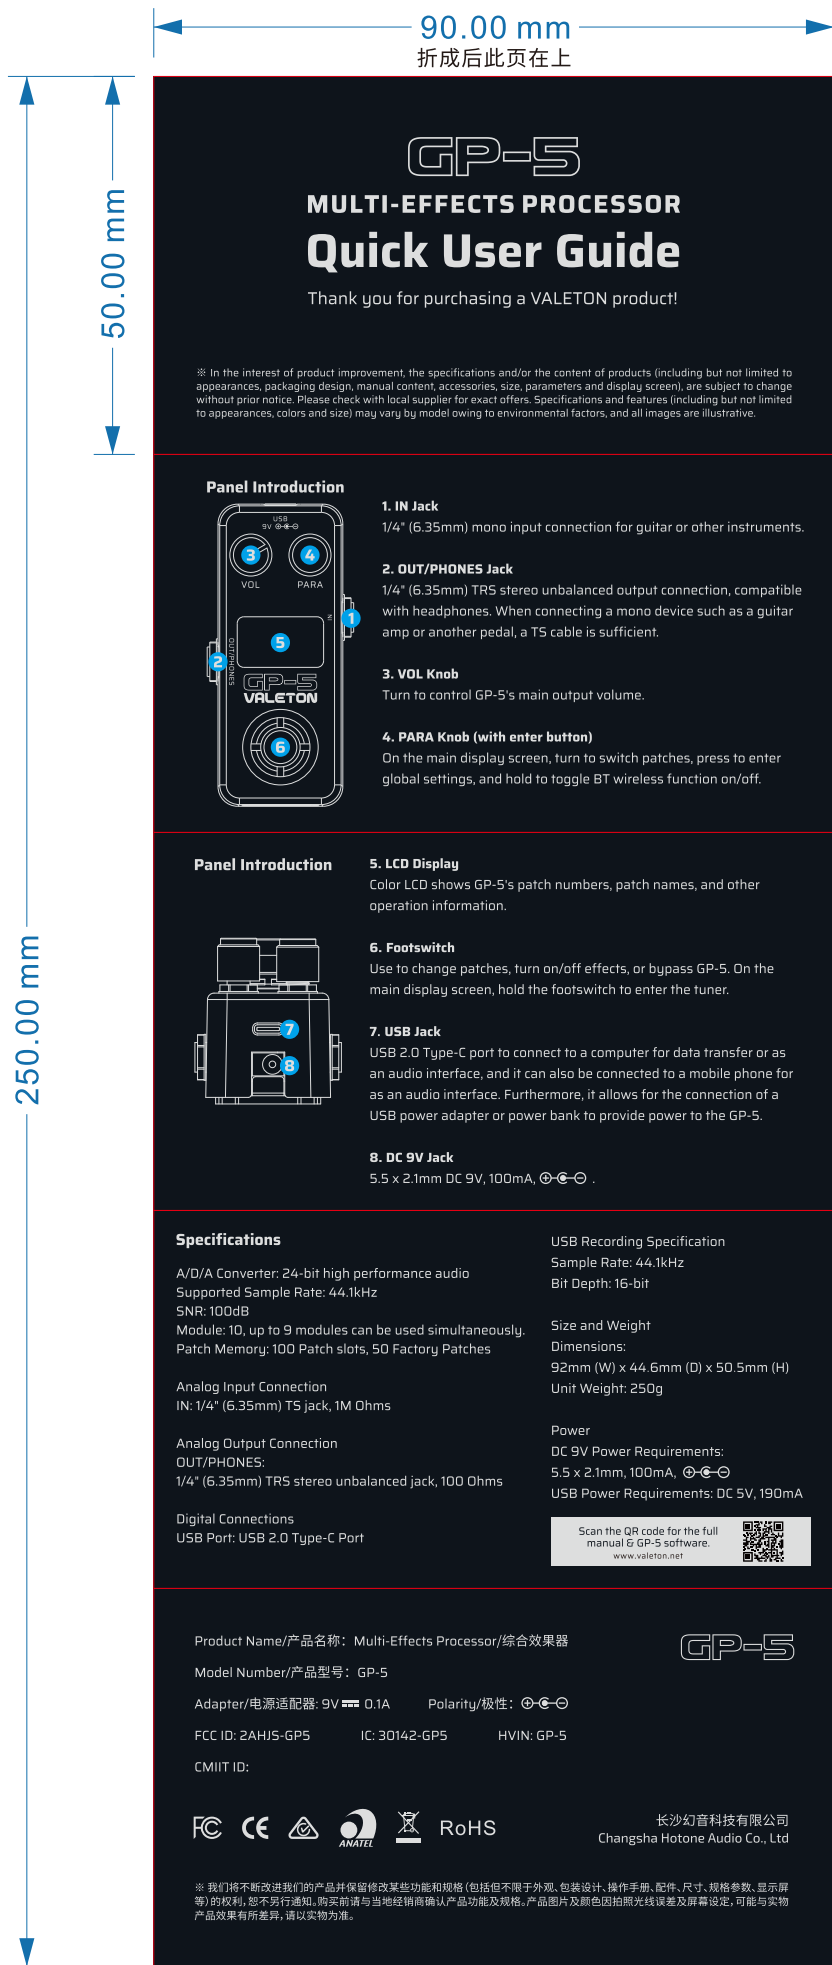 90.00 mm
折成后此页在上
50.00 mm
250.00 mm
GP-5
MULTI-EFFECTS PROCESSOR
Quick User Guide
Thank you for purchasing a VALETON product!
※ In the interest of product improvement, the specifications and/or the content of products (including but not limited to
appearances, packaging design, manual content, accessories, size, parameters and display screen), are subject to change
without prior notice. Please check with local supplier for exact offers. Specifications and features (including but not limited
to appearances, colors and size) may vary by model owing to environmental factors, and all images are illustrative.
Panel Introduction
USB
9V
3
4
VOL
PARA
IN
1
5
OUT/PHONES
2
GP-5
VALETON
6
1. IN Jack
1/4" (6.35mm) mono input connection for guitar or other instruments.
2. OUT/PHONES Jack
1/4" (6.35mm) TRS stereo unbalanced output connection, compatible
with headphones. When connecting a mono device such as a guitar
amp or another pedal, a TS cable is sufficient.
3. VOL Knob
Turn to control GP-5's main output volume.
4. PARA Knob (with enter button)
On the main display screen, turn to switch patches, press to enter
global settings, and hold to toggle BT wireless function on/off.
Panel Introduction
7
8
5. LCD Display
Color LCD shows GP-5's patch numbers, patch names, and other
operation information.
6. Footswitch
Use to change patches, turn on/off effects, or bypass GP-5. On the
main display screen, hold the footswitch to enter the tuner.
7. USB Jack
USB 2.0 Type-C port to connect to a computer for data transfer or as
an audio interface, and it can also be connected to a mobile phone for
as an audio interface. Furthermore, it allows for the connection of a
USB power adapter or power bank to provide power to the GP-5.
8. DC 9V Jack
5.5 x 2.1mm DC 9V, 100mA, .
Specifications
A/D/A Converter: 24-bit high performance audio
Supported Sample Rate: 44.1kHz
SNR: 100dB
Module: 10, up to 9 modules can be used simultaneously.
Patch Memory: 100 Patch slots, 50 Factory Patches
Analog Input Connection
IN: 1/4" (6.35mm) TS jack, 1M Ohms
Analog Output Connection
OUT/PHONES:
1/4" (6.35mm) TRS stereo unbalanced jack, 100 Ohms
Digital Connections
USB Port: USB 2.0 Type-C Port
USB Recording Specification
Sample Rate: 44.1kHz
Bit Depth: 16-bit
Size and Weight
Dimensions:
92mm (W) x 44.6mm (D) x 50.5mm (H)
Unit Weight: 250g
Power
DC 9V Power Requirements:
5.5 x 2.1mm, 100mA,
USB Power Requirements: DC 5V, 190mA
Scan the QR code for the full
manual & GP-5 software.
www.valeton.net
Product Name/产品名称：Multi-Effects Processor/综合效果器
GP-5
Model Number/产品型号：GP-5
Adapter/电源适配器: 9V 0.1A Polarity/极性：
FCC ID: 2AHJS-GP5 IC: 30142-GP5 HVIN: GP-5
CMIIT ID:
FC CE ANATEL RoHS
长沙幻音科技有限公司
Changsha Hotone Audio Co., Ltd
※ 我们将不断改进我们的产品并保留修改某些功能和规格（包括但不限于外观、包装设计、操作手册、配件、尺寸、规格参数、显示屏
等）的权利，恕不另行通知。购买前请与当地经销商确认产品功能及规格。产品图片及颜色因拍照光线误差及屏幕设定，可能与实物
产品效果有所差异，请以实物为准。